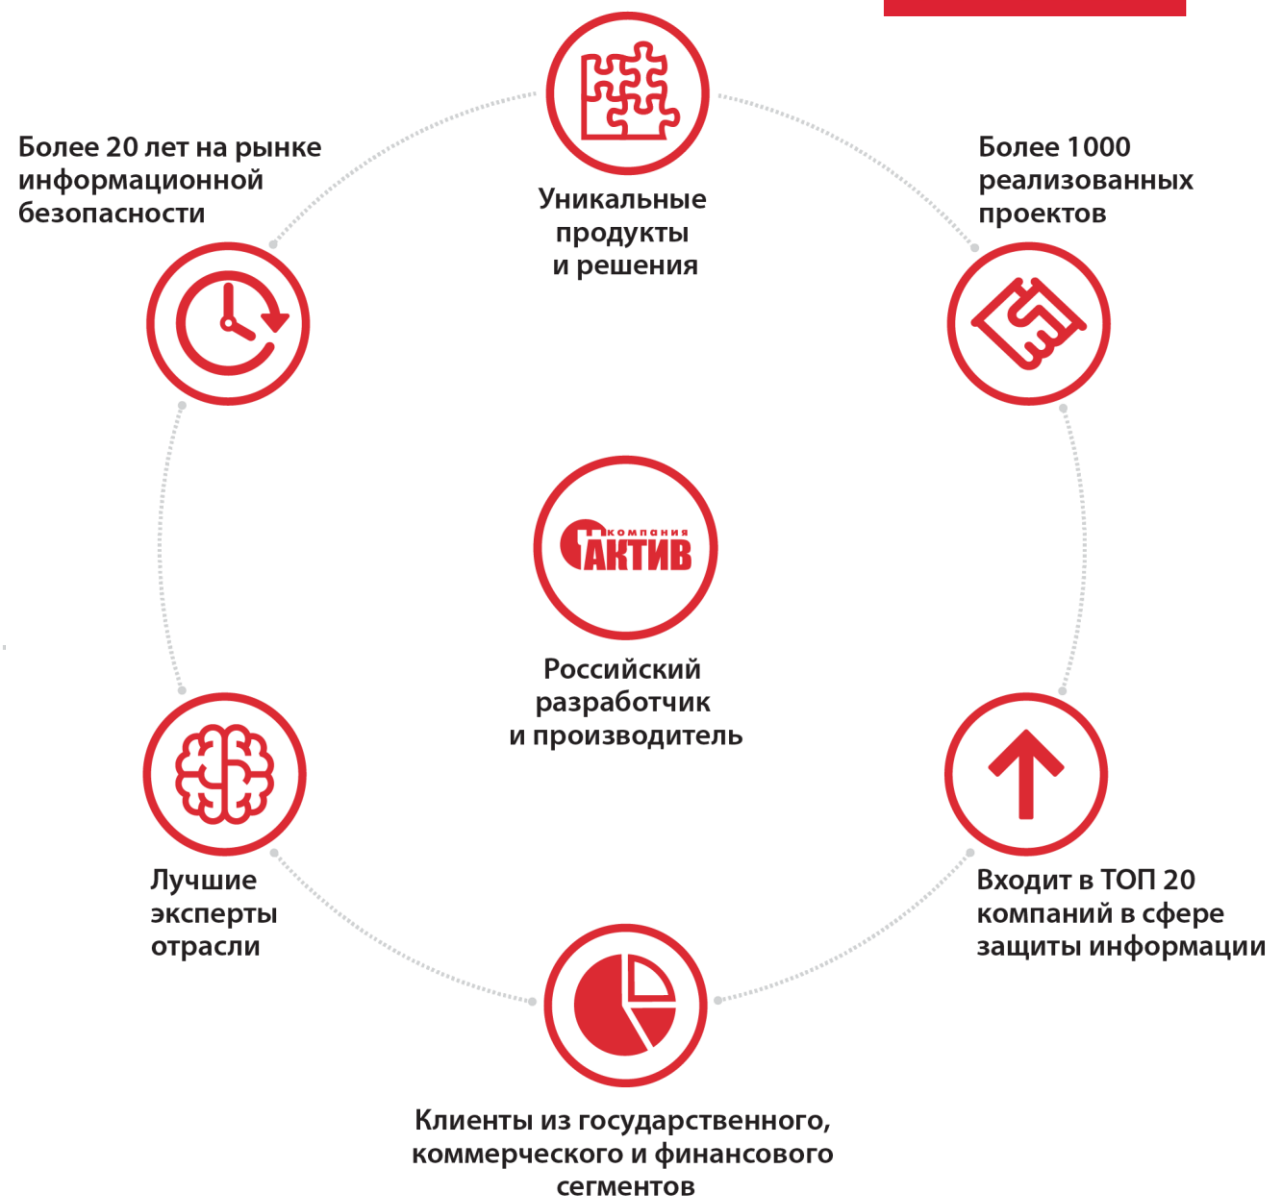 Более 20 лет на рынке
информационной
безопасности
Уникальные
продукты
и решения
Более 1000
реализованных
проектов
компания
АКТИВ
Российский
разработчик
и производитель
Лучшие
эксперты
отрасли
Входит в ТОП 20
компаний в сфере
защиты информации
Клиенты из государственного,
коммерческого и финансового
сегментов